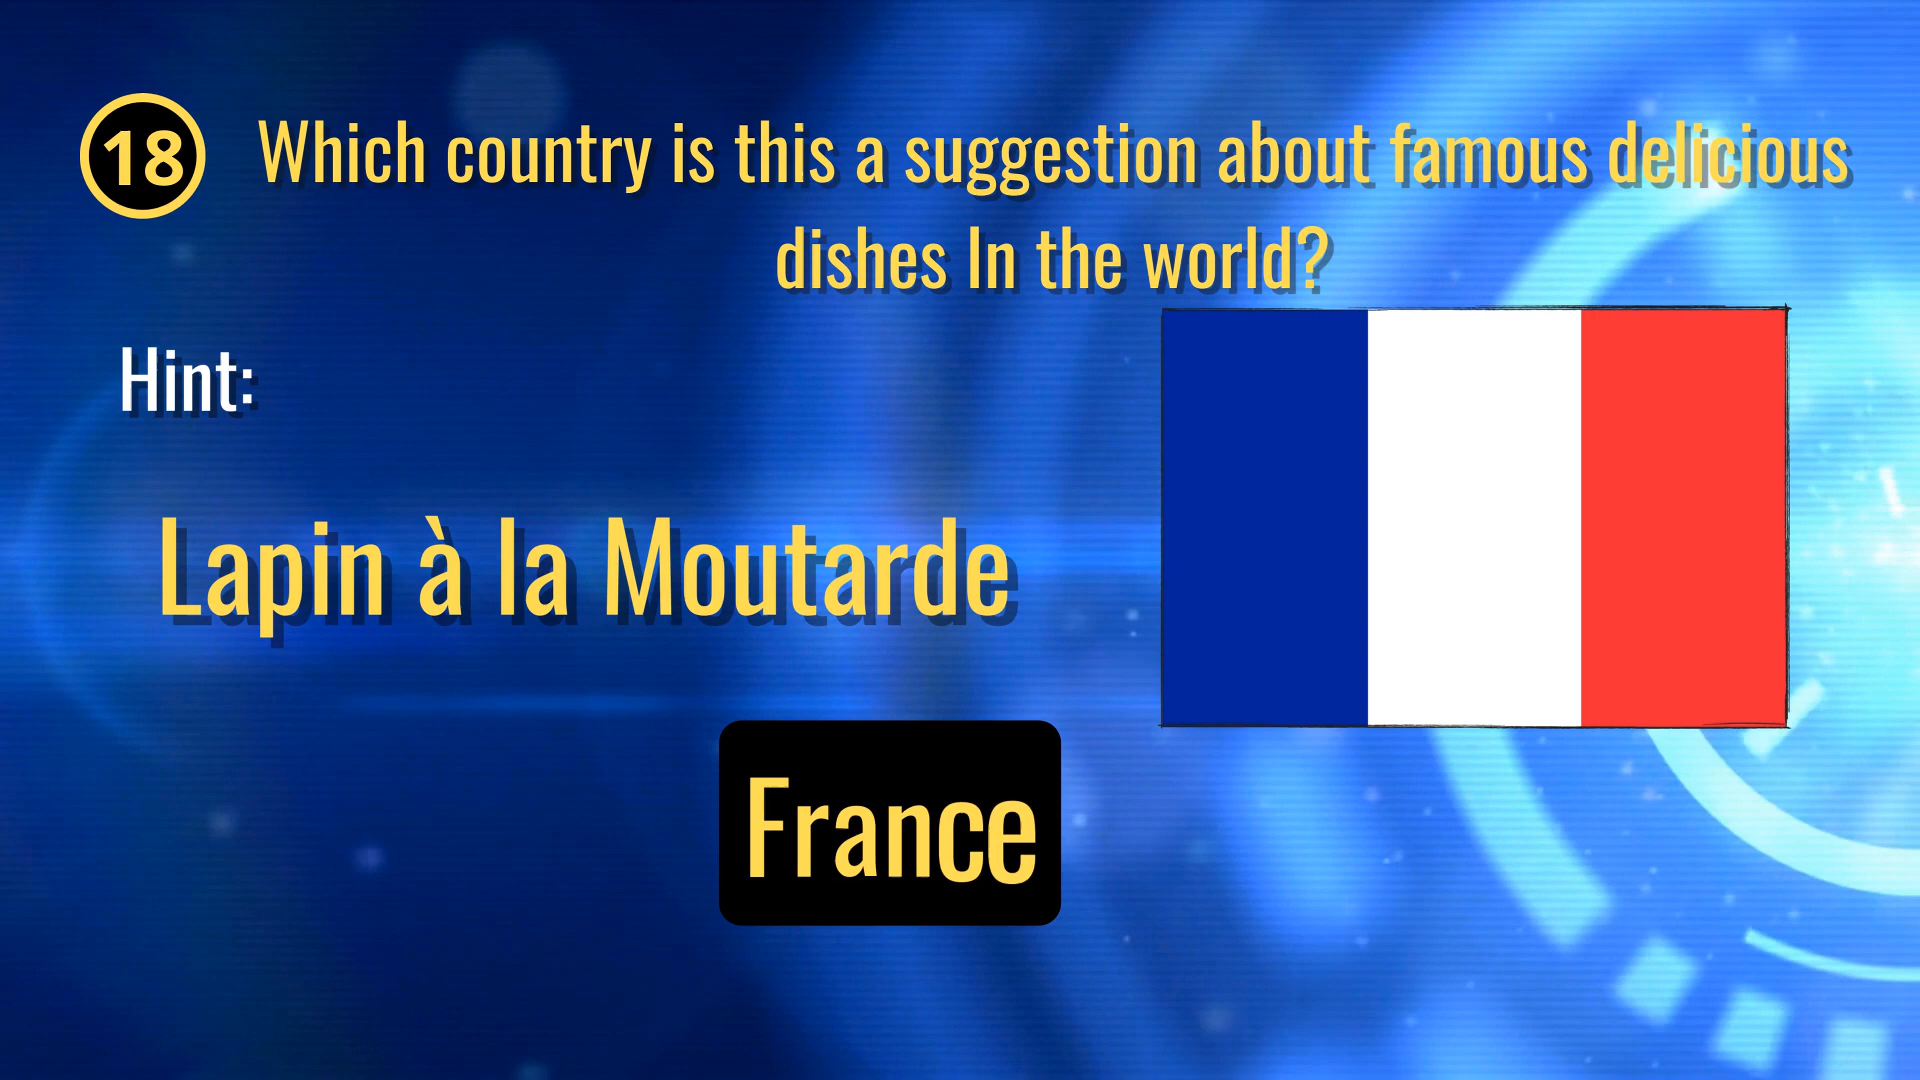 18
Which country is this a suggestion about famous delicious
dishes In the world?
Hint:
Lapin à la Moutarde
France